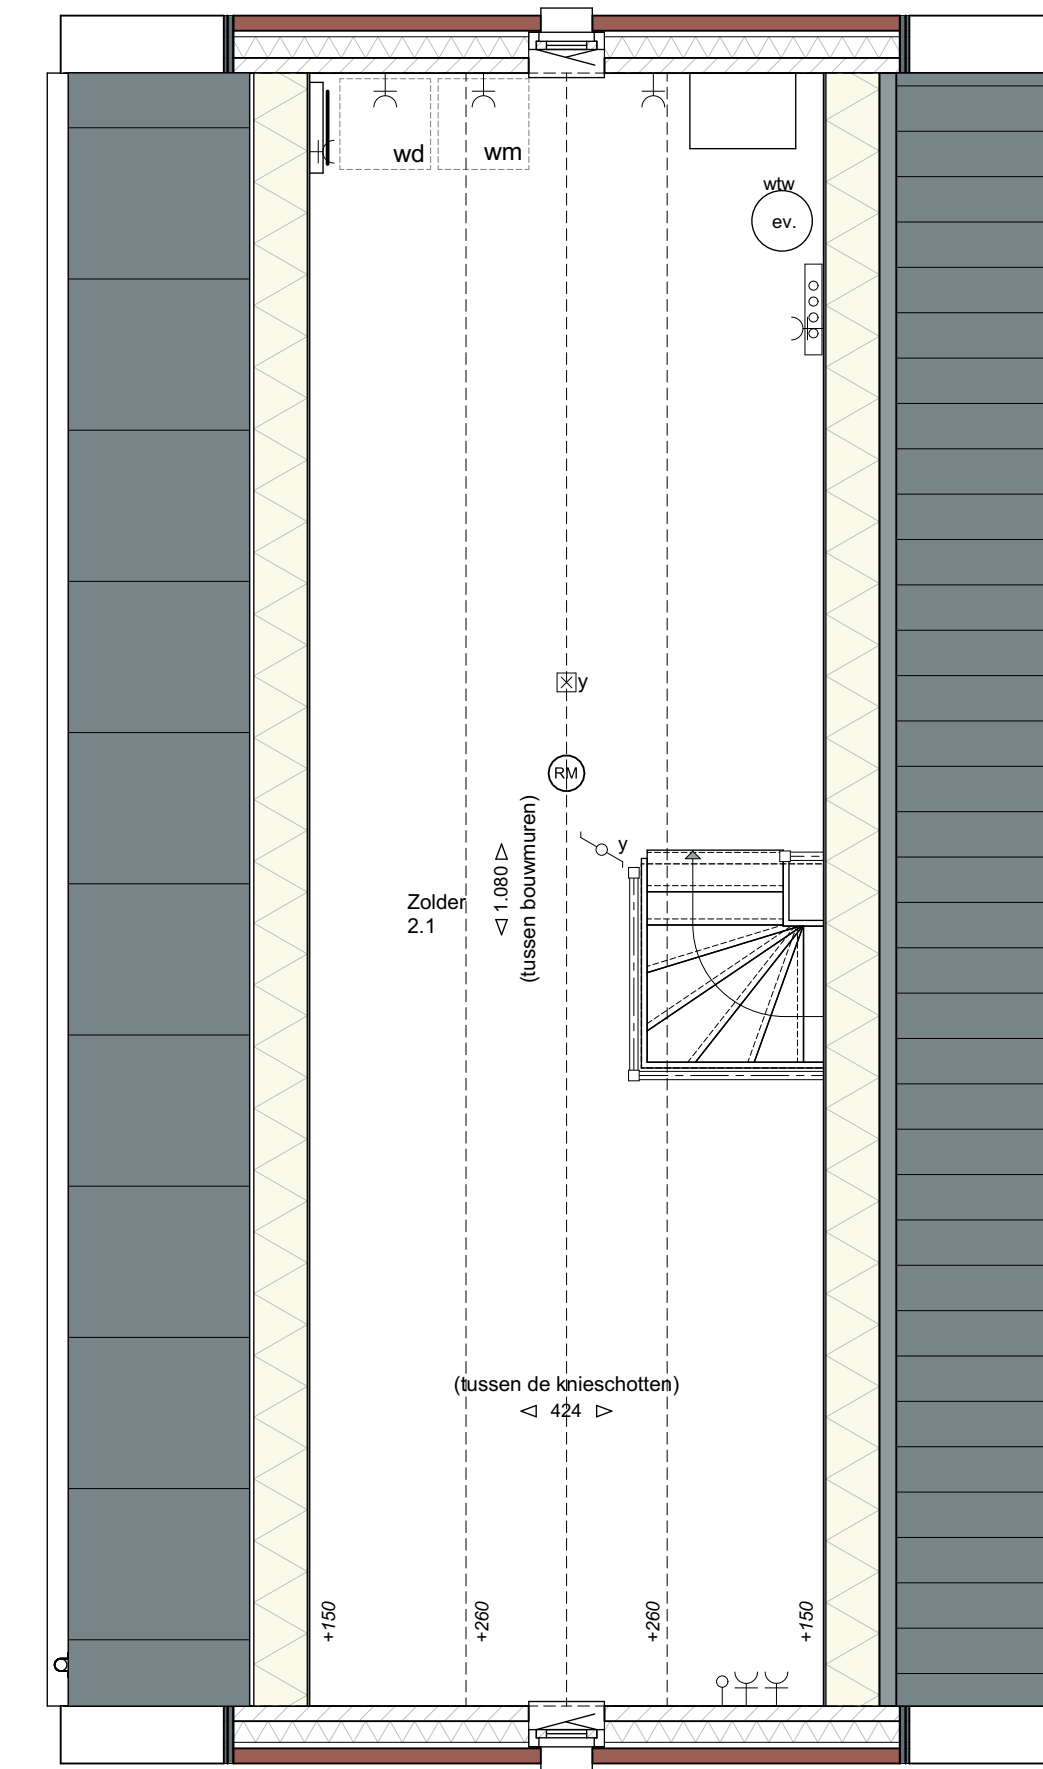 wd
wm
wtw
ev.
y
RM
y
Zolder
2.1
1.080
(tussen bouwmuren)
(tussen de knieschotten)
424
+150
+260
+260
+150